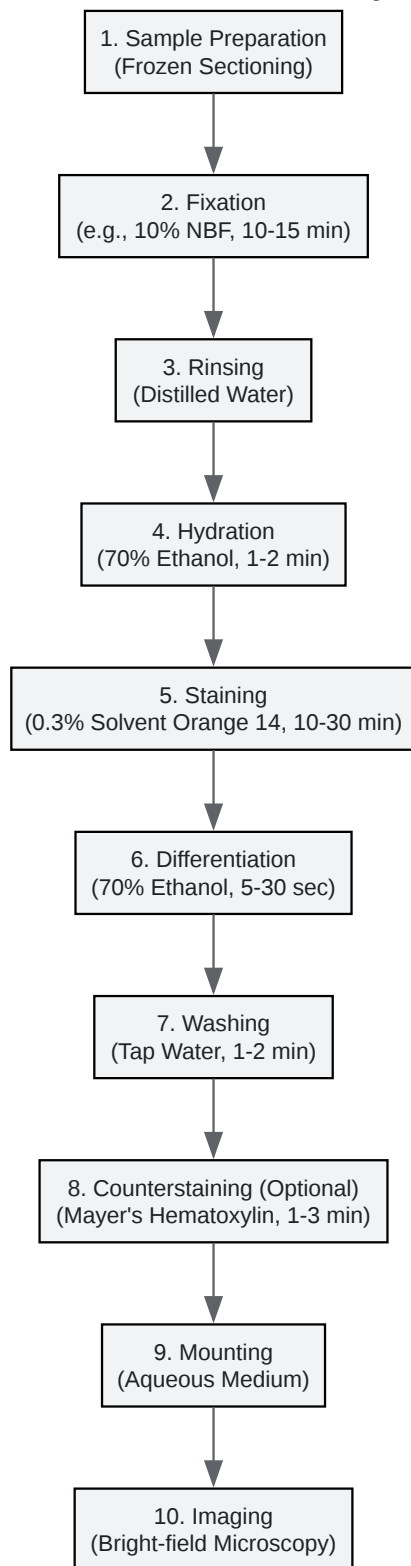 1. Sample Preparation
(Frozen Sectioning)
2. Fixation
(e.g., 10% NBF, 10-15 min)
3. Rinsing
(Distilled Water)
4. Hydration
(70% Ethanol, 1-2 min)
5. Staining
(0.3% Solvent Orange 14, 10-30 min)
6. Differentiation
(70% Ethanol, 5-30 sec)
7. Washing
(Tap Water, 1-2 min)
8. Counterstaining (Optional)
(Mayer's Hematoxylin, 1-3 min)
9. Mounting
(Aqueous Medium)
10. Imaging
(Bright-field Microscopy)